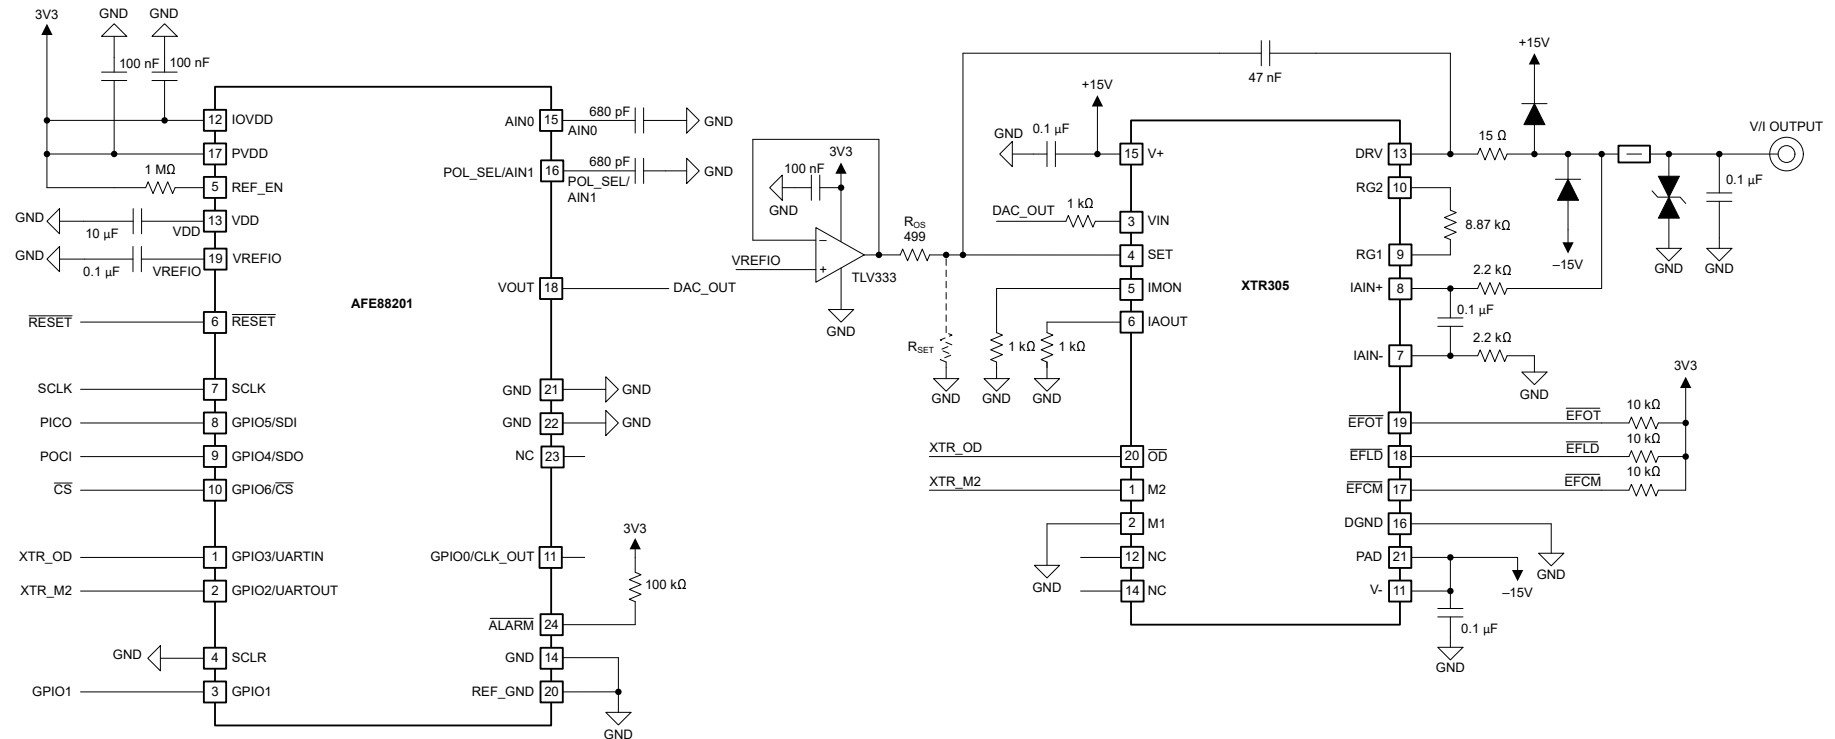 3V3
GND
GND
100 nF
100 nF
12 IOVDD
17 PVDD
1 MΩ
5 REF_EN
GND
10 µF
VDD
13 VDD
GND
0.1 µF
VREFIO
19 VREFIO
RESET
6 RESET
SCLK
7 SCLK
PICO
8 GPIO5/SDI
POCI
9 GPIO4/SDO
CS
10 GPIO6/CS
XTR_OD
1 GPIO3/UARTIN
XTR_M2
2 GPIO2/UARTOUT
GND
4 SCLR
GPIO1
3 GPIO1
AFE88201
AIN0 15
680 pF
AIN0
GND
POL_SEL/AIN1 16
680 pF
POL_SEL/
AIN1
GND
VOUT 18
DAC_OUT
GND 21
GND
GND 22
GND
NC 23
GPIO0/CLK_OUT 11
3V3
100 kΩ
ALARM 24
GND 14
REF_GND 20
GND
3V3
100 nF
GND
VREFIO
−
+
TLV333
GND
ROS
499
RSET
GND
1 kΩ
GND
1 kΩ
GND
47 nF
+15V
GND
0.1 µF
15 V+
DAC_OUT
1 kΩ
3 VIN
4 SET
5 IMON
6 IAOUT
XTR_OD
20 OD
XTR_M2
1 M2
2 M1
GND
12 NC
14 NC
XTR305
DRV 13
15 Ω
+15V
–15V
V/I OUTPUT
0.1 µF
GND
GND
RG2 10
8.87 kΩ
RG1 9
IAIN+ 8
2.2 kΩ
0.1 µF
IAIN- 7
2.2 kΩ
GND
3V3
EFOT 19
EFOT
10 kΩ
EFLD 18
EFLD
10 kΩ
EFCM 17
EFCM
10 kΩ
DGND 16
GND
PAD 21
–15V
V- 11
0.1 µF
GND